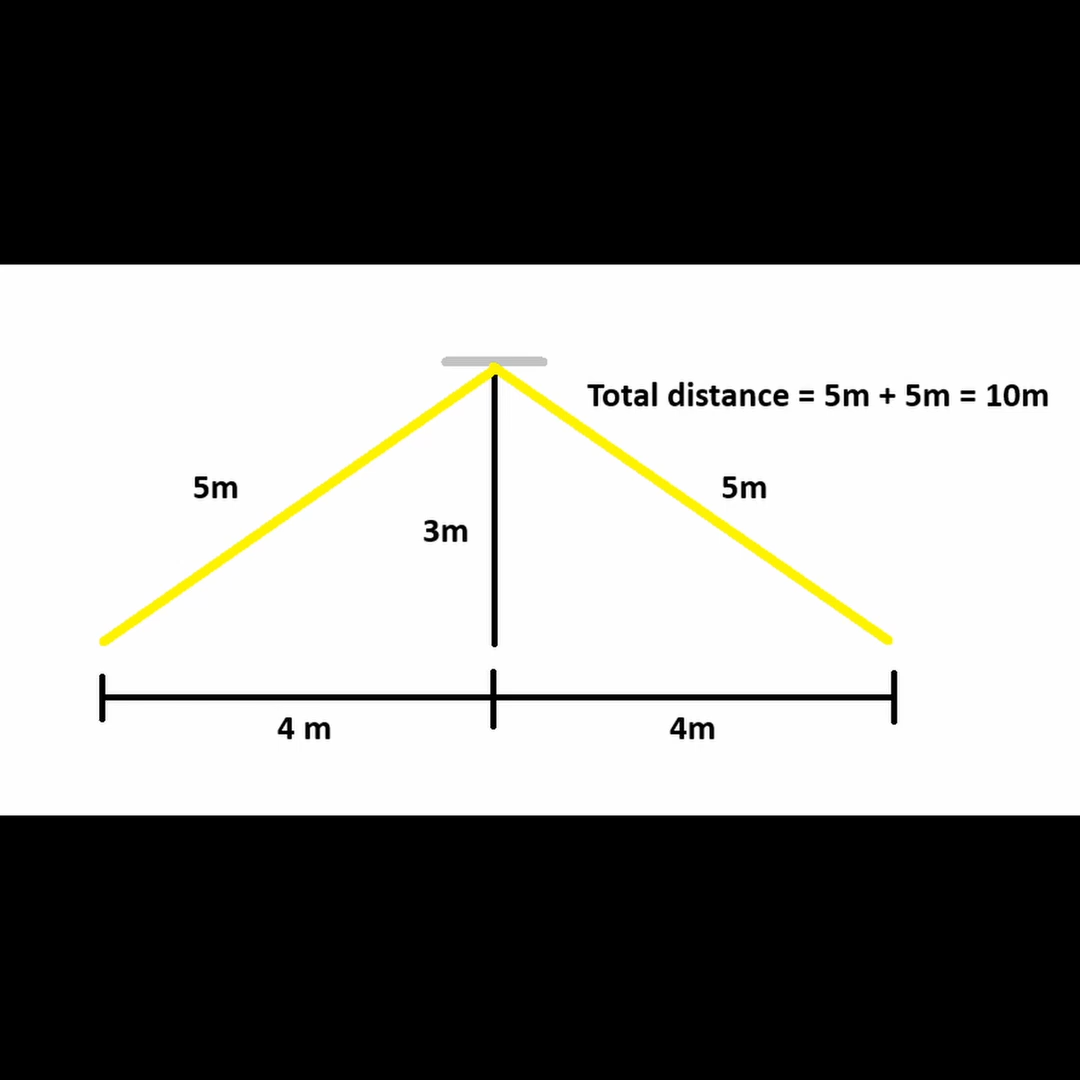 Total distance = 5m + 5m = 10m
5m
5m
3m
4 m
4m